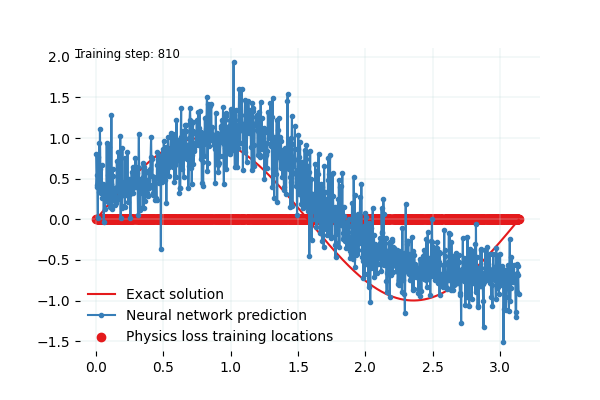 Training step: 810
2.0
1.5
1.0
0.5
0.0
−0.5
−1.0
−1.5
Exact solution
Neural network prediction
Physics loss training locations
0.0 0.5 1.0 1.5 2.0 2.5 3.0